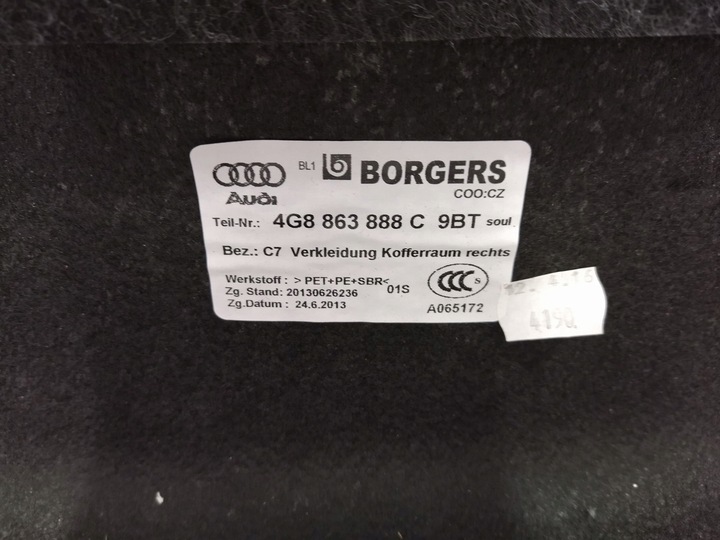 BL1 BORGERS
Audi
COO:CZ
Teil-Nr.: 4G8 863 888 C 9BT soul
Bez.: C7 Verkleidung Kofferraum rechts
Werkstoff : > PET+PE+SBR< 01S
Zg. Stand: 20130626236
Zg.Datum : 24.6.2013
CCC S
A065172